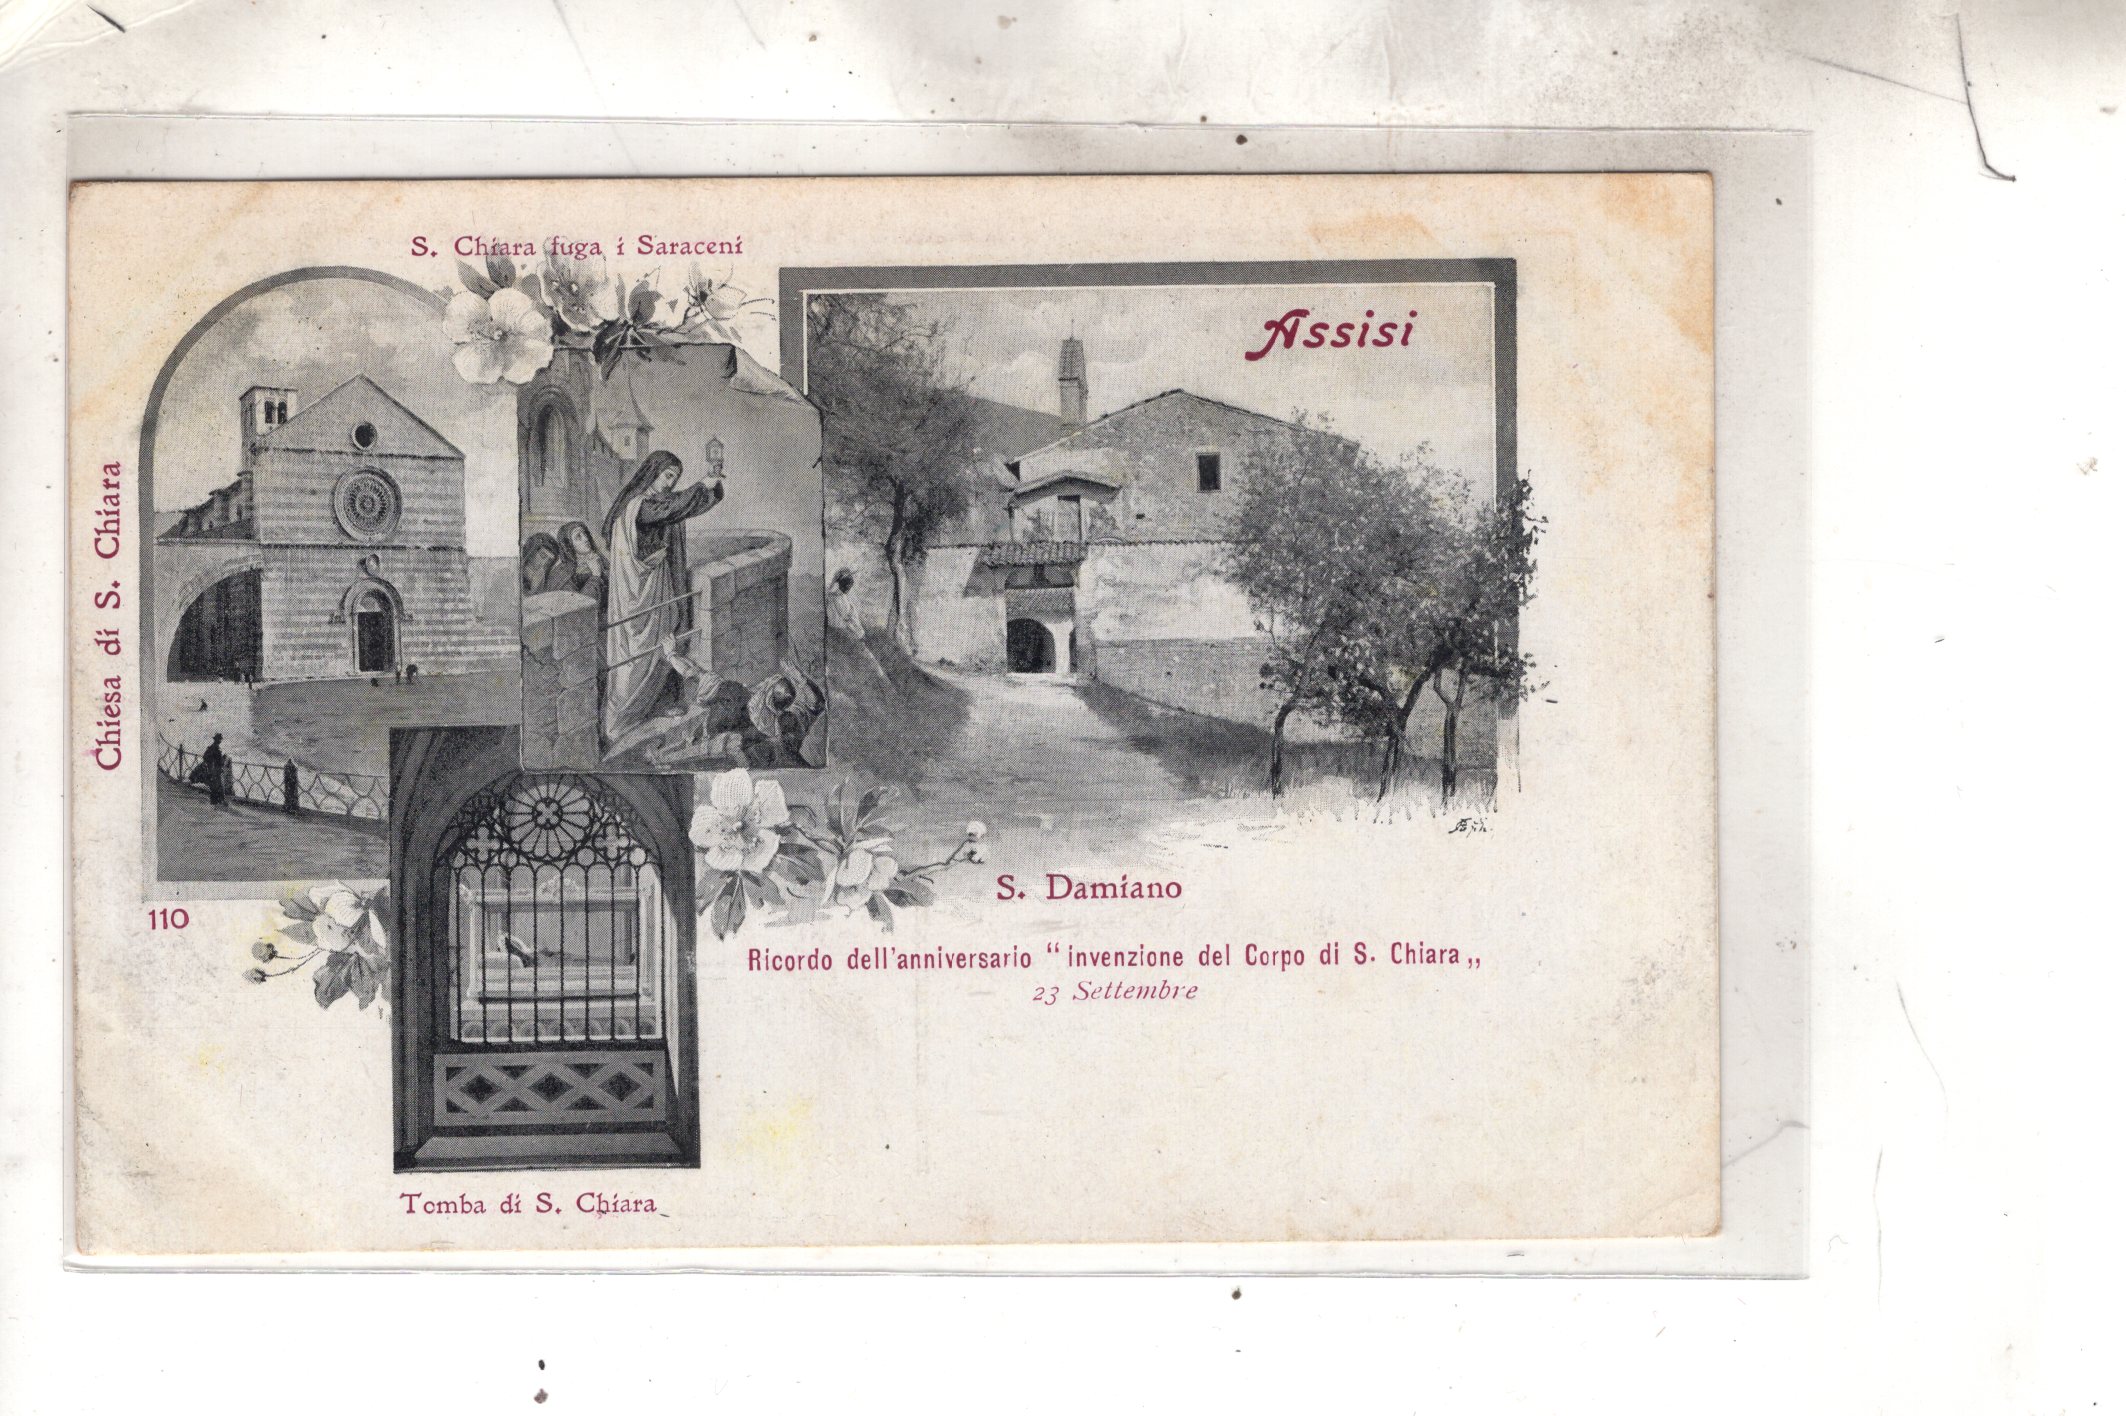 S. Chiara fuga i Saraceni
Assisi
Chiesa di S. Chiara
110
S. Damiano
Ricordo dell'anniversario “ invenzione del Corpo di S. Chiara „
23 Settembre
Tomba di S. Chiara